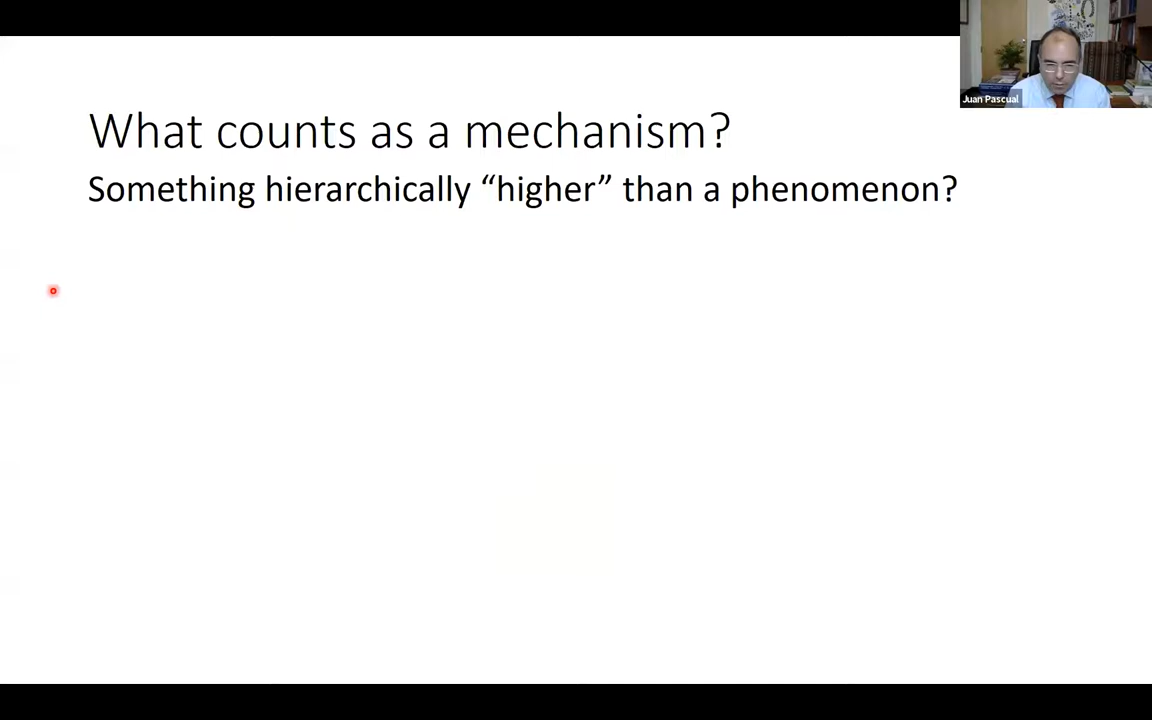 Juan Pascual
What counts as a mechanism?
Something hierarchically “higher” than a phenomenon?